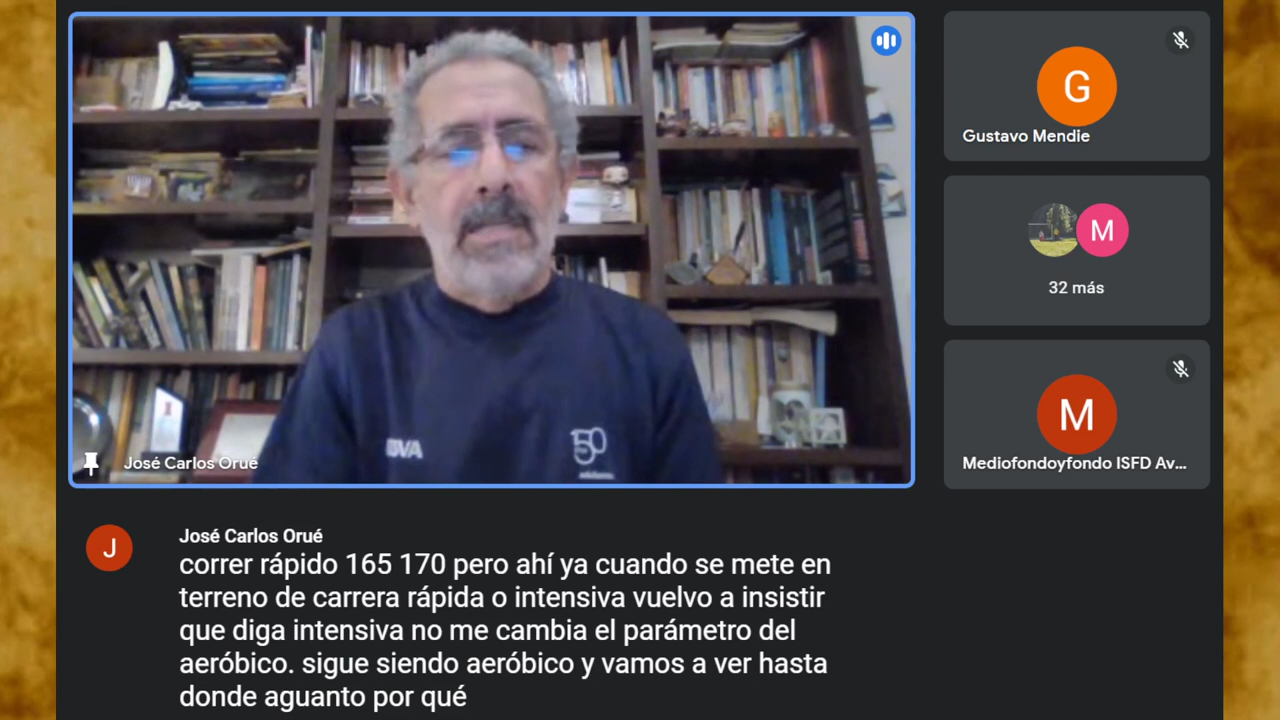 G
Gustavo Mendie
M
32 más
M
Mediofondoyfondo ISFD Av...
BBVA
50
José Carlos Orué
J
José Carlos Orué
correr rápido 165 170 pero ahí ya cuando se mete en
terreno de carrera rápida o intensiva vuelvo a insistir
que diga intensiva no me cambia el parámetro del
aeróbico. sigue siendo aeróbico y vamos a ver hasta
donde aguanto por qué